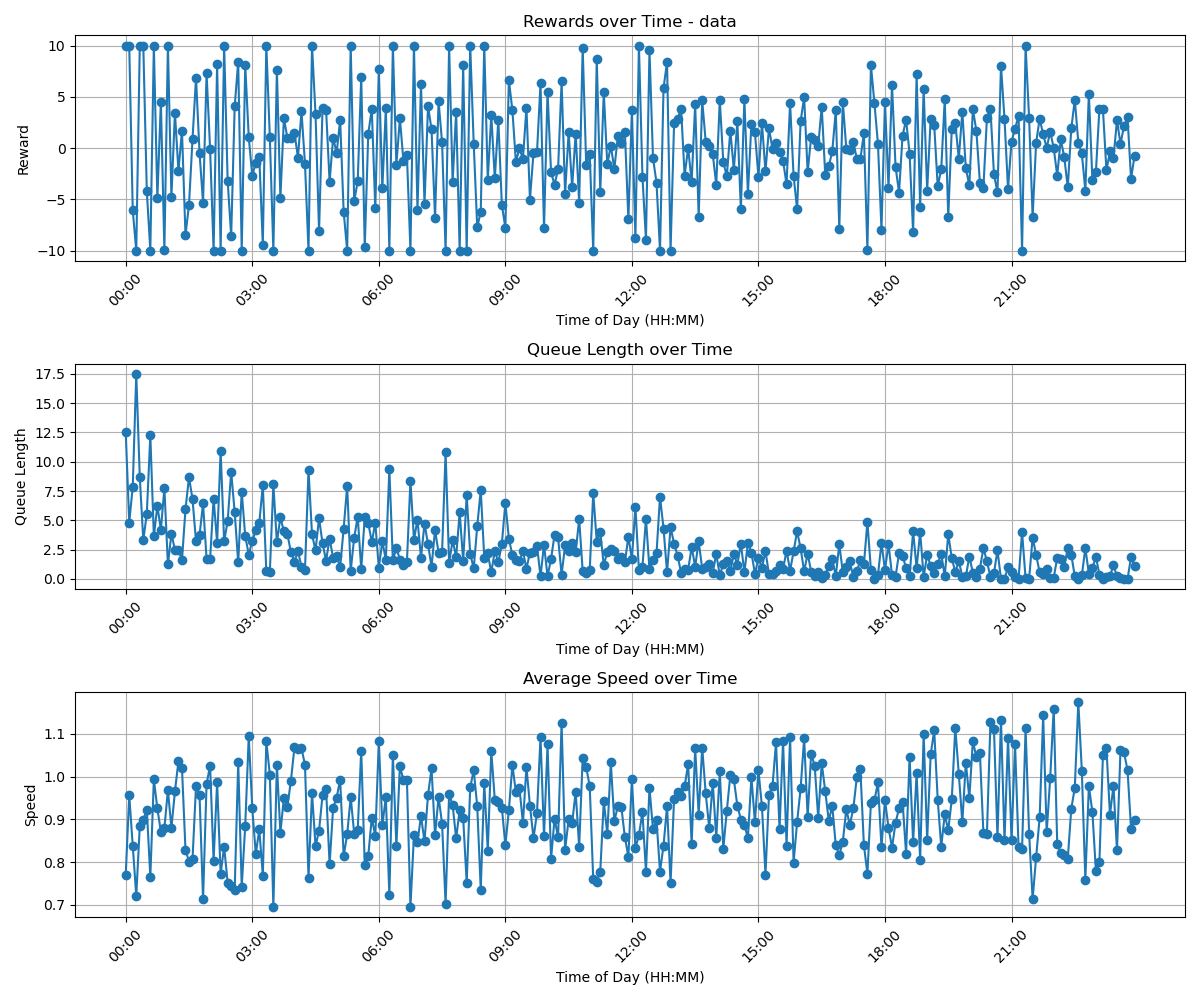 Rewards over Time - data
Reward
10
5
0
−5
−10
00:00 03:00 06:00 09:00 12:00 15:00 18:00 21:00
Time of Day (HH:MM)
Queue Length over Time
Queue Length
17.5
15.0
12.5
10.0
7.5
5.0
2.5
0.0
00:00 03:00 06:00 09:00 12:00 15:00 18:00 21:00
Time of Day (HH:MM)
Average Speed over Time
Speed
1.1
1.0
0.9
0.8
0.7
00:00 03:00 06:00 09:00 12:00 15:00 18:00 21:00
Time of Day (HH:MM)